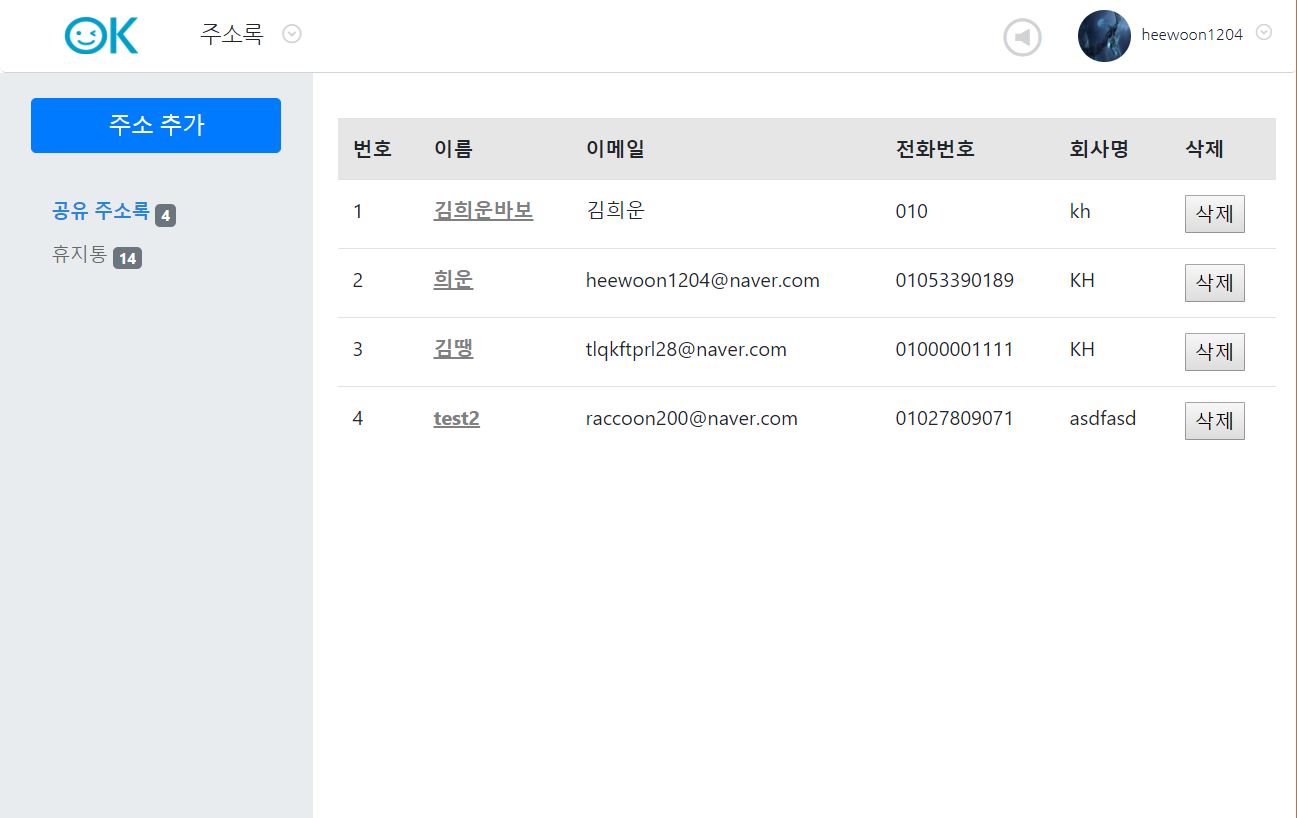 OK 주소록 heewoon1204
주소 추가
공유 주소록 4
휴지통 14
번호 이름 이메일 전화번호 회사명 삭제
1 김희운바보 김희운 010 kh 삭제
2 희운 heewoon1204@naver.com 01053390189 KH 삭제
3 김땡 tlqkftprl28@naver.com 01000001111 KH 삭제
4 test2 raccoon200@naver.com 01027809071 asdfasd 삭제